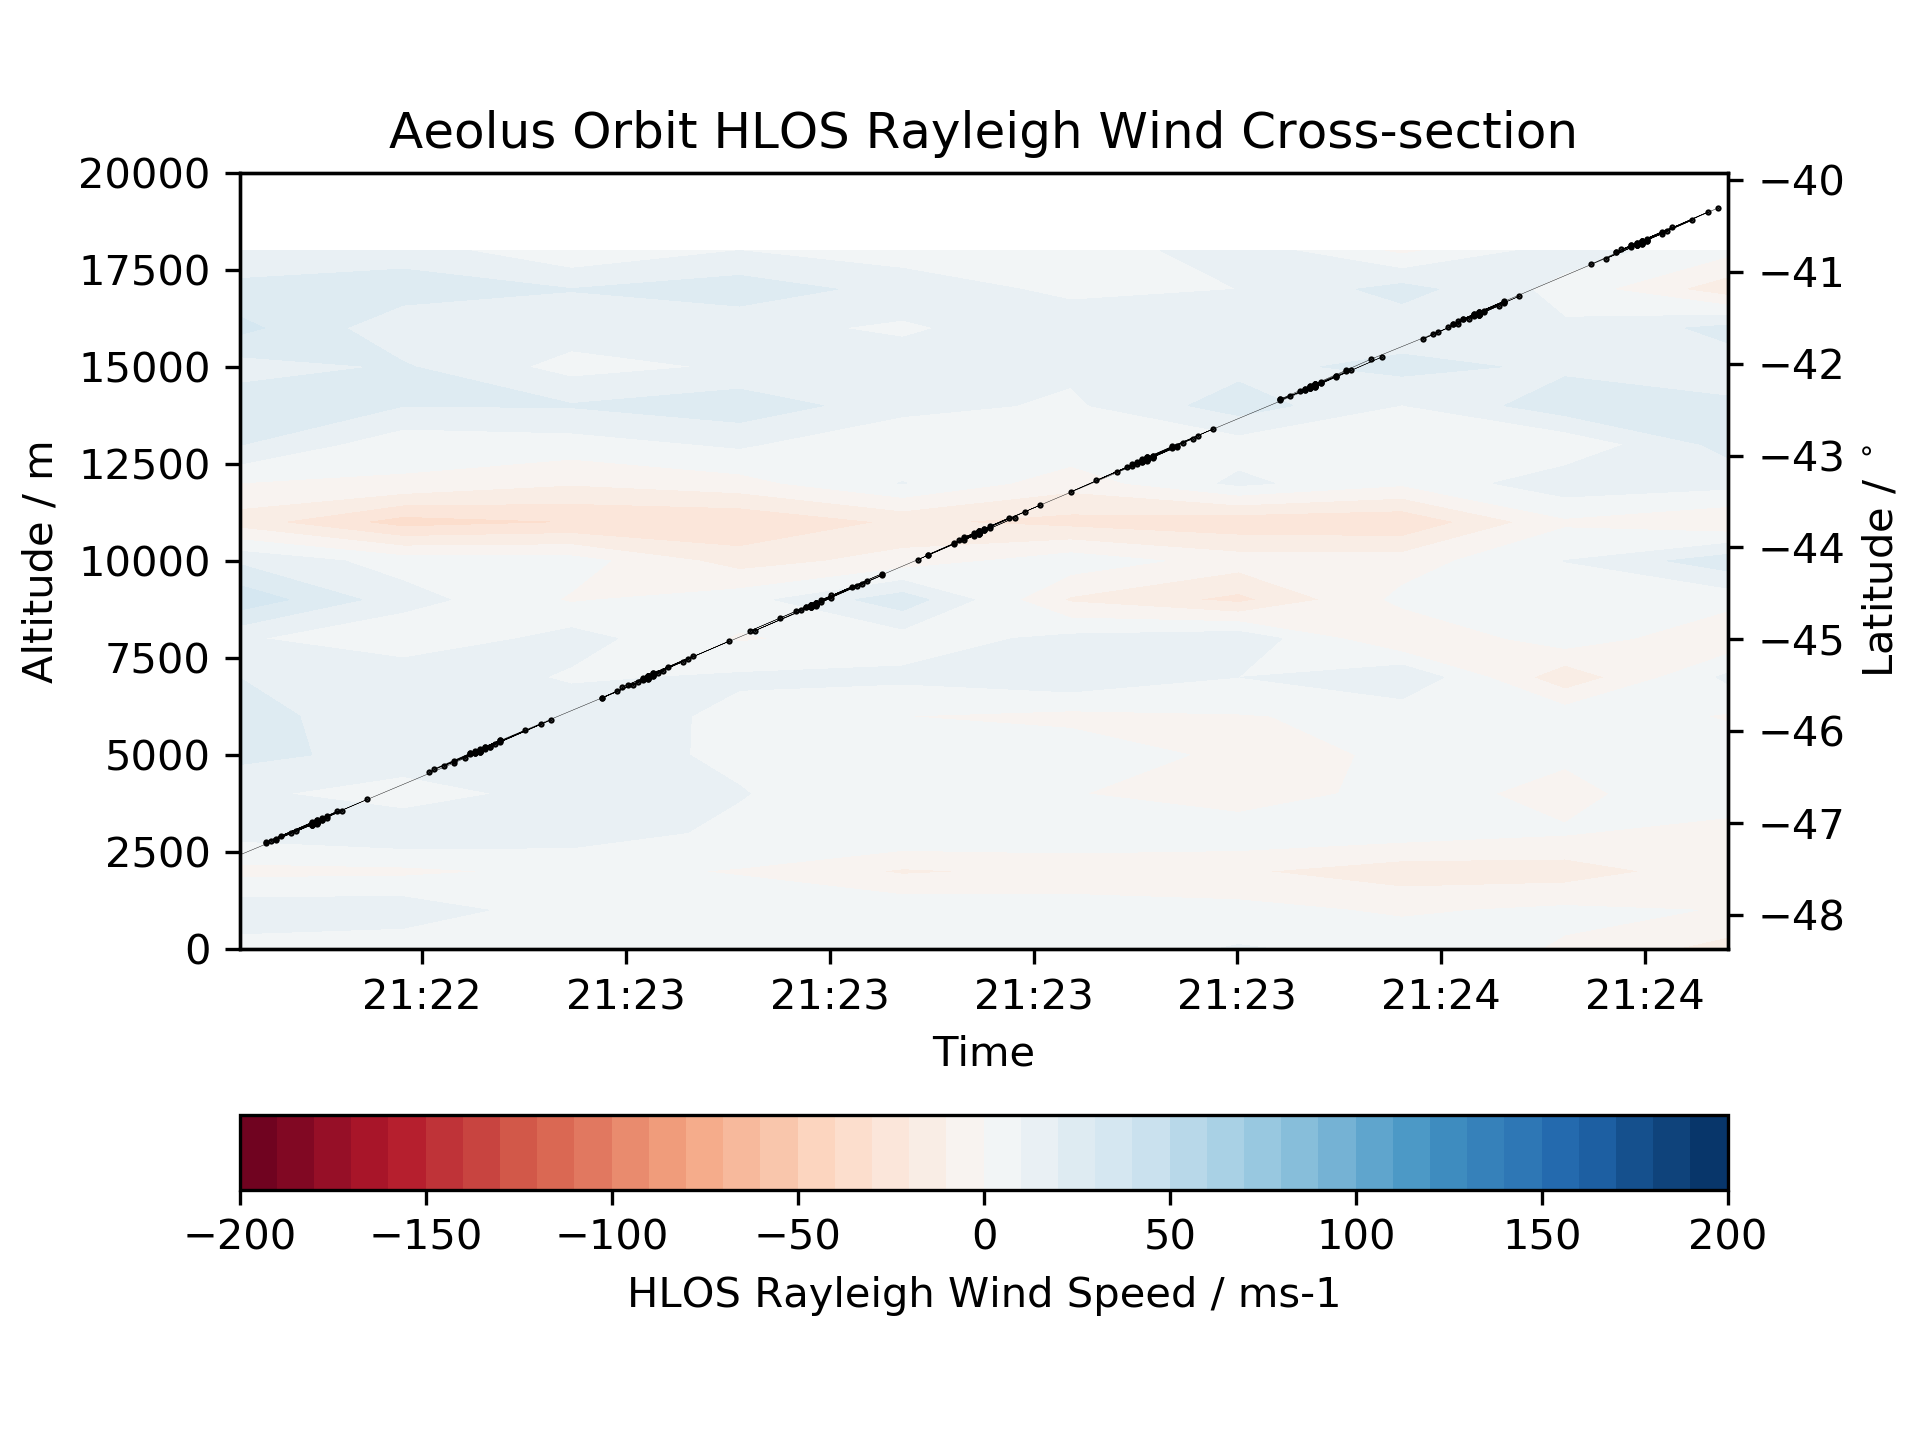 Aeolus Orbit HLOS Rayleigh Wind Cross-section
20000
17500
15000
12500
10000
7500
5000
2500
0
Altitude / m
−40
−41
−42
−43
−44
−45
−46
−47
−48
Latitude / °
21:22 21:23 21:23 21:23 21:23 21:24 21:24
Time
−200 −150 −100 −50 0 50 100 150 200
HLOS Rayleigh Wind Speed / ms-1